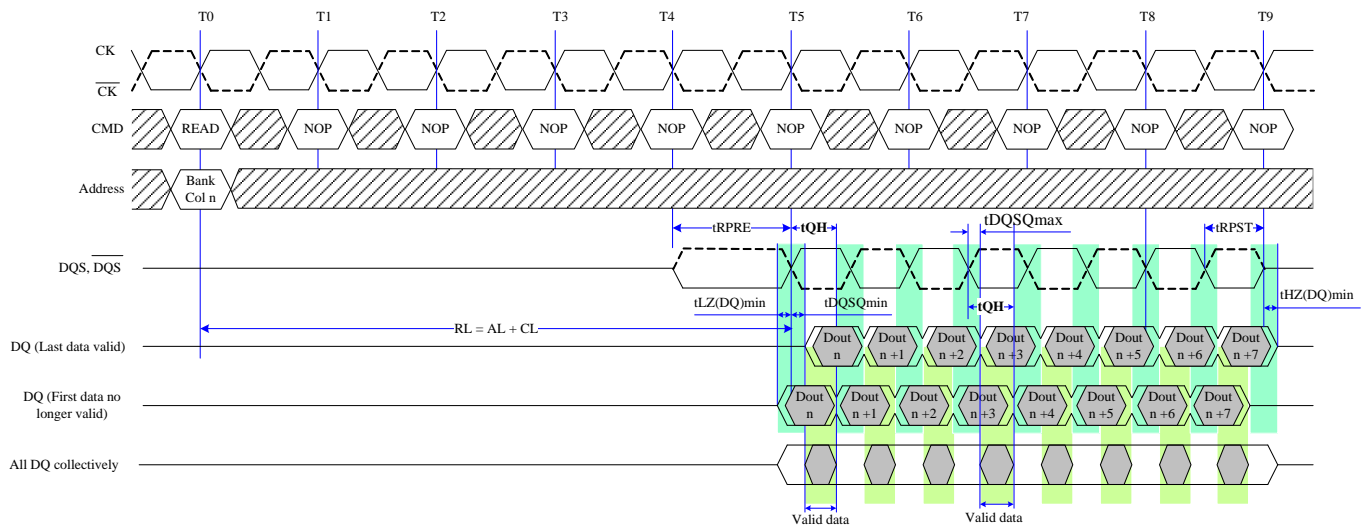 T0 T1 T2 T3 T4 T5 T6 T7 T8 T9
CK
CK
CMD READ NOP NOP NOP NOP NOP NOP NOP NOP NOP
Address Bank
Col n
tDQSQmax
tRPRE tQH tRPST
DQS, DQS
tLZ(DQ)min tDQSQmin tQH tHZ(DQ)min
RL = AL + CL
DQ (Last data valid)
Dout Dout Dout Dout Dout Dout Dout Dout
n n +1 n +2 n +3 n +4 n +5 n +6 n +7
DQ (First data no
longer valid)
Dout Dout Dout Dout Dout Dout Dout Dout
n n +1 n +2 n +3 n +4 n +5 n +6 n +7
All DQ collectively
Valid data Valid data